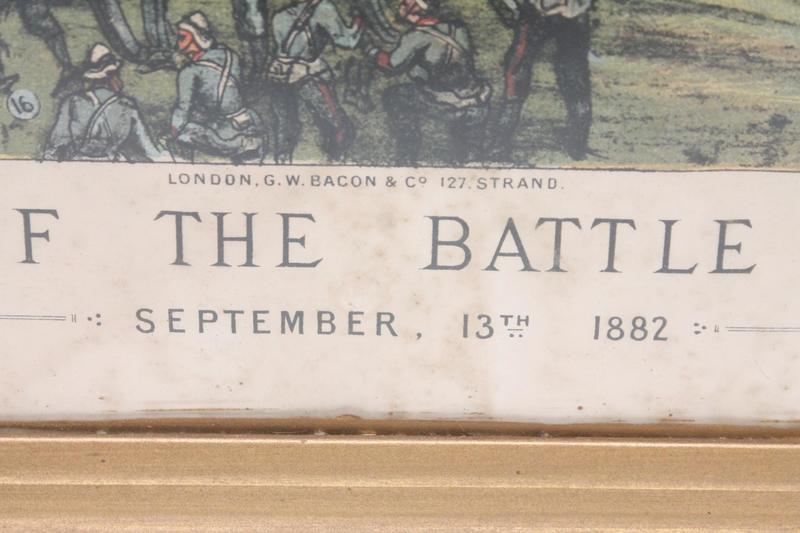 16
LONDON, G. W. BACON & Cº 127. STRAND.
F THE BATTLE
SEPTEMBER, 13TH 1882